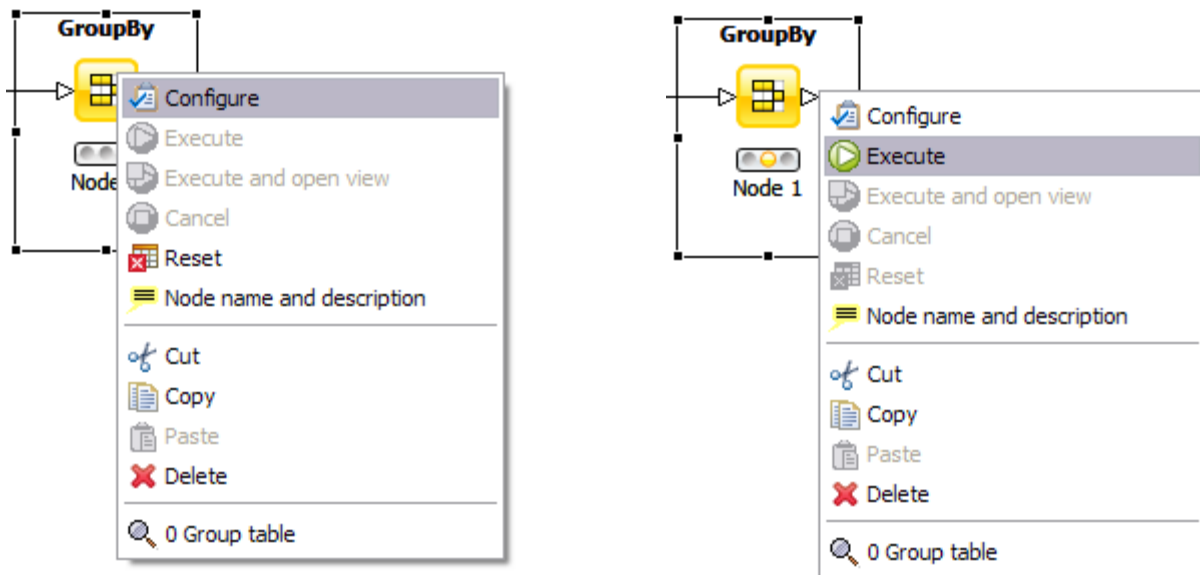 GroupBy
Configure
Execute
Execute and open view
Cancel
Reset
Node name and description
Cut
Copy
Paste
Delete
0 Group table
Node
GroupBy
Node 1
Configure
Execute
Execute and open view
Cancel
Reset
Node name and description
Cut
Copy
Paste
Delete
0 Group table